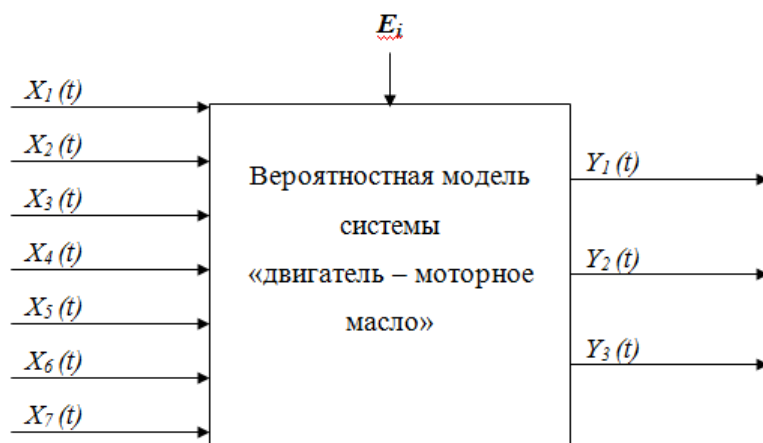 E_i
X_1 (t)
X_2 (t)
X_3 (t)
X_4 (t)
X_5 (t)
X_6 (t)
X_7 (t)
Вероятностная модель
системы
«двигатель – моторное
масло»
Y_1 (t)
Y_2 (t)
Y_3 (t)